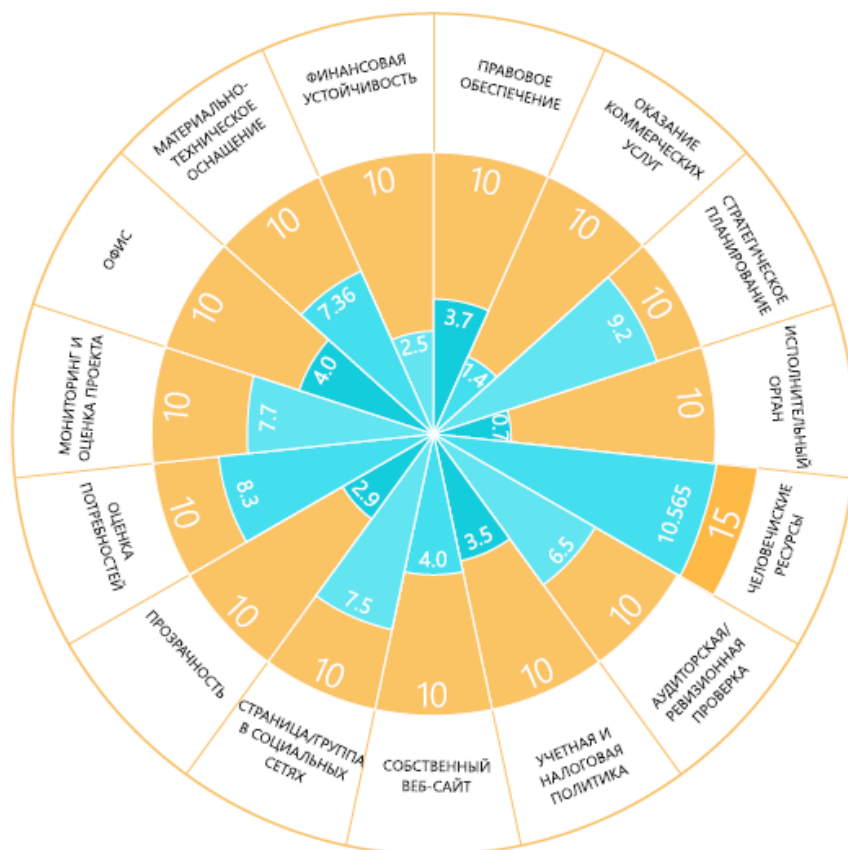 ПРАВОВОЕ
ОБЕСПЕЧЕНИЕ
10
3.7
ОКАЗАНИЕ
КОММЕРЧЕСКИХ
УСЛУГ
10
1.4
СТРАТЕГИЧЕСКОЕ
ПЛАНИРОВАНИЕ
10
9.2
ИСПОЛНИТЕЛЬНЫЙ
ОРГАН
10
0.7
ЧЕЛОВЕЧИСКИЕ
РЕСУРСЫ
15
10.565
АУДИТОРСКАЯ/
РЕВИЗИОННАЯ
ПРОВЕРКА
10
6.5
УЧЕТНАЯ И
НАЛОГОВАЯ
ПОЛИТИКА
10
3.5
СОБСТВЕННЫЙ
ВЕБ-САЙТ
10
4.0
СТРАНИЦА/ГРУППА
В СОЦИАЛЬНЫХ
СЕТЯХ
10
7.5
ПРОЗРАЧНОСТЬ
10
2.9
ОЦЕНКА
ПОТРЕБНОСТЕЙ
10
8.3
МОНИТОРИНГ И
ОЦЕНКА ПРОЕКТА
10
7.7
ОФИС
10
4.0
МАТЕРИАЛЬНО-
ТЕХНИЧЕСКОЕ
ОСНАЩЕНИЕ
10
7.36
ФИНАНСОВАЯ
УСТОЙЧИВОСТЬ
10
2.5